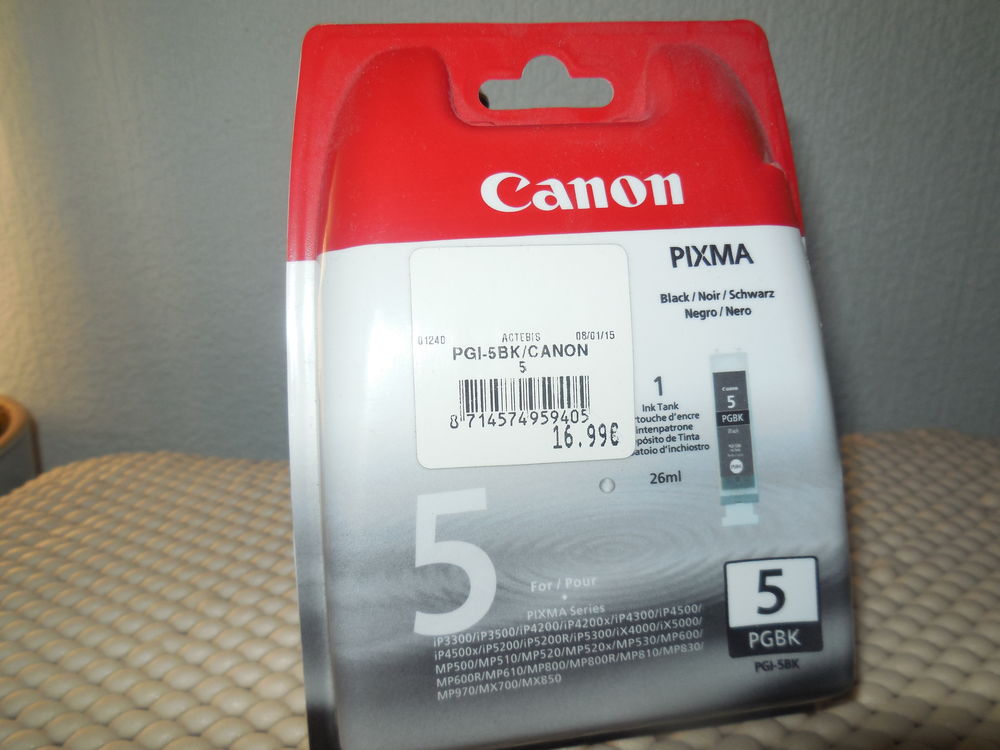 Canon
PIXMA
Black / Noir / Schwarz
Negro / Nero
01240 ACTEBIS 08/01/15
PGI-5BK/CANON
5
8 714574 959405
16.99€
1
Ink Tank
rtouche d'encre
intenpatrone
pósito de Tinta
atoio d'inchiostro
26ml
Canon
5
PGBK
Black
5
For / Pour
PIXMA Series
iP3300/iP3500/iP4200/iP4200x/iP4300/iP4500/
iP4500x/iP5200/iP5200R/iP5300/iX4000/iX5000/
MP500/MP510/MP520/MP520x/MP530/MP600/
MP600R/MP610/MP800/MP800R/MP810/MP830/
MP970/MX700/MX850
5
PGBK
PGI-5BK